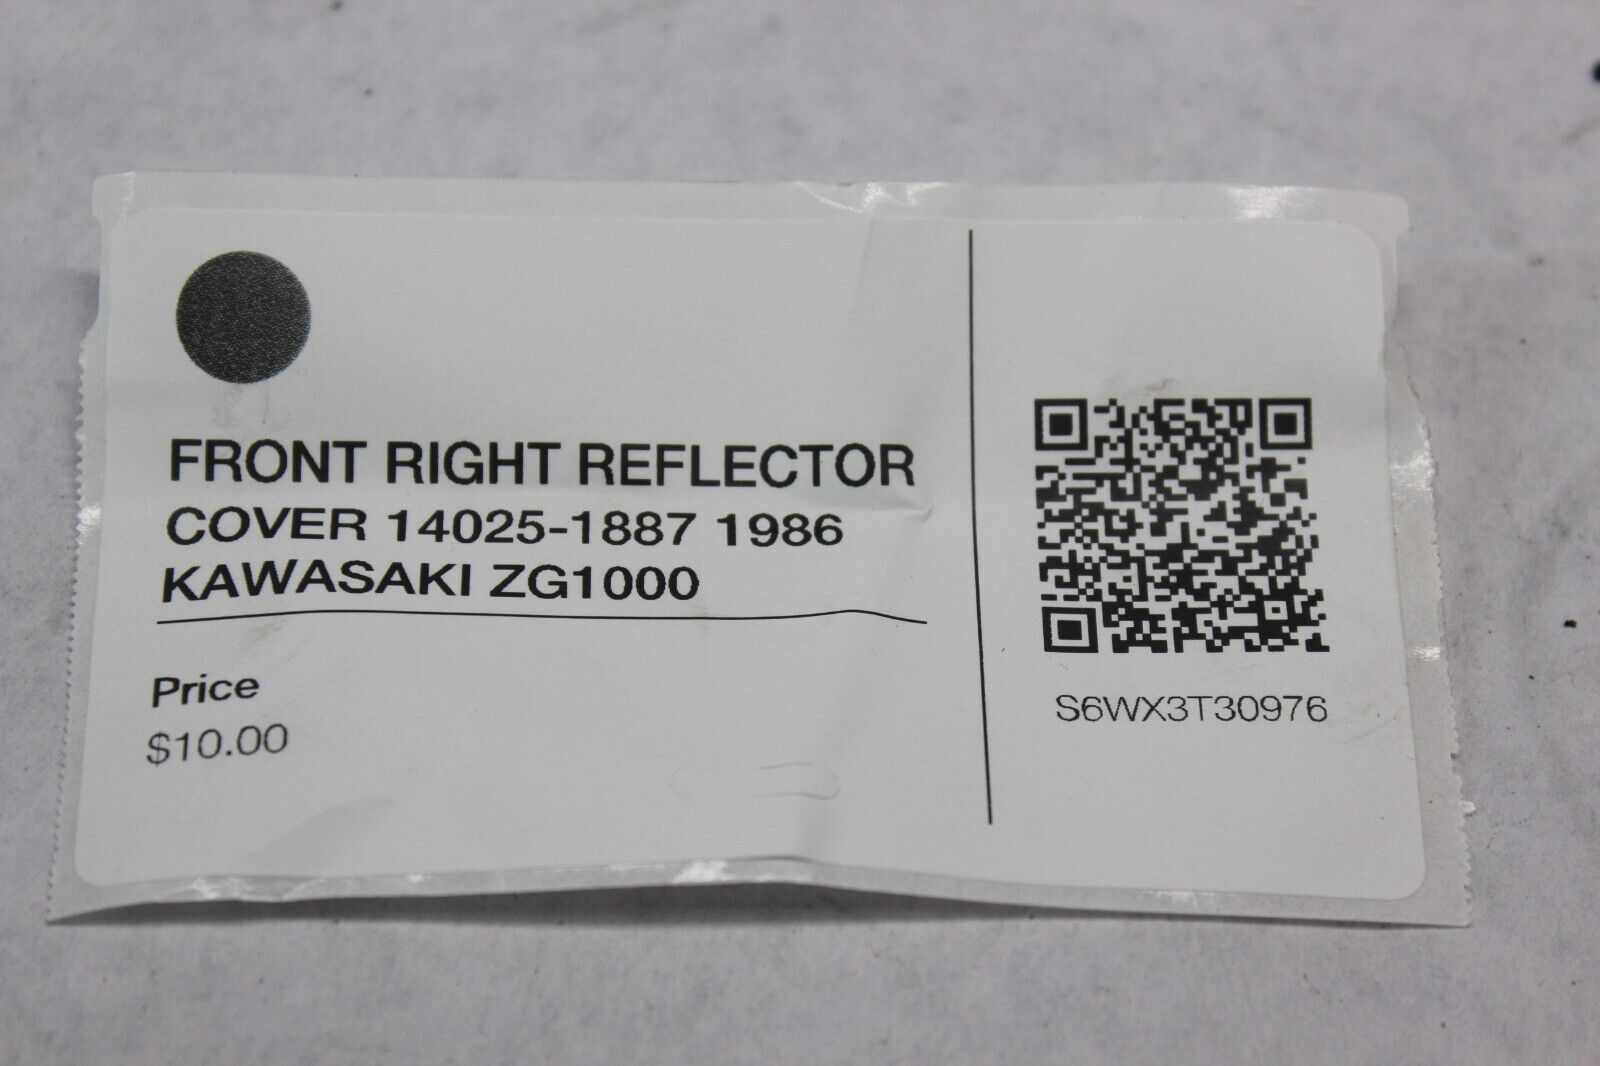 FRONT RIGHT REFLECTOR
COVER 14025-1887 1986
KAWASAKI ZG1000
Price
$10.00
S6WX3T30976